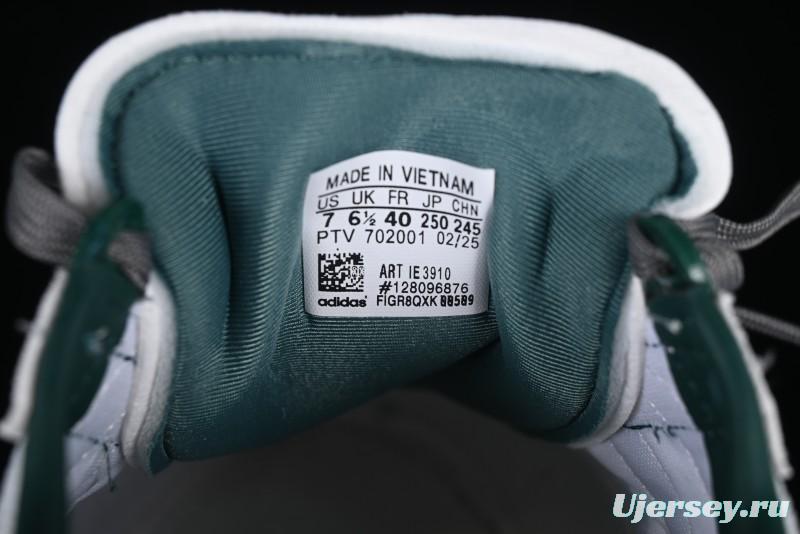 MADE IN VIETNAM
US UK FR JP CHN
7 6½ 40 250 245
PTV 702001 02/25
ART IE3910
#128096876
adidas FIGR8QXK
Ujersey.ru